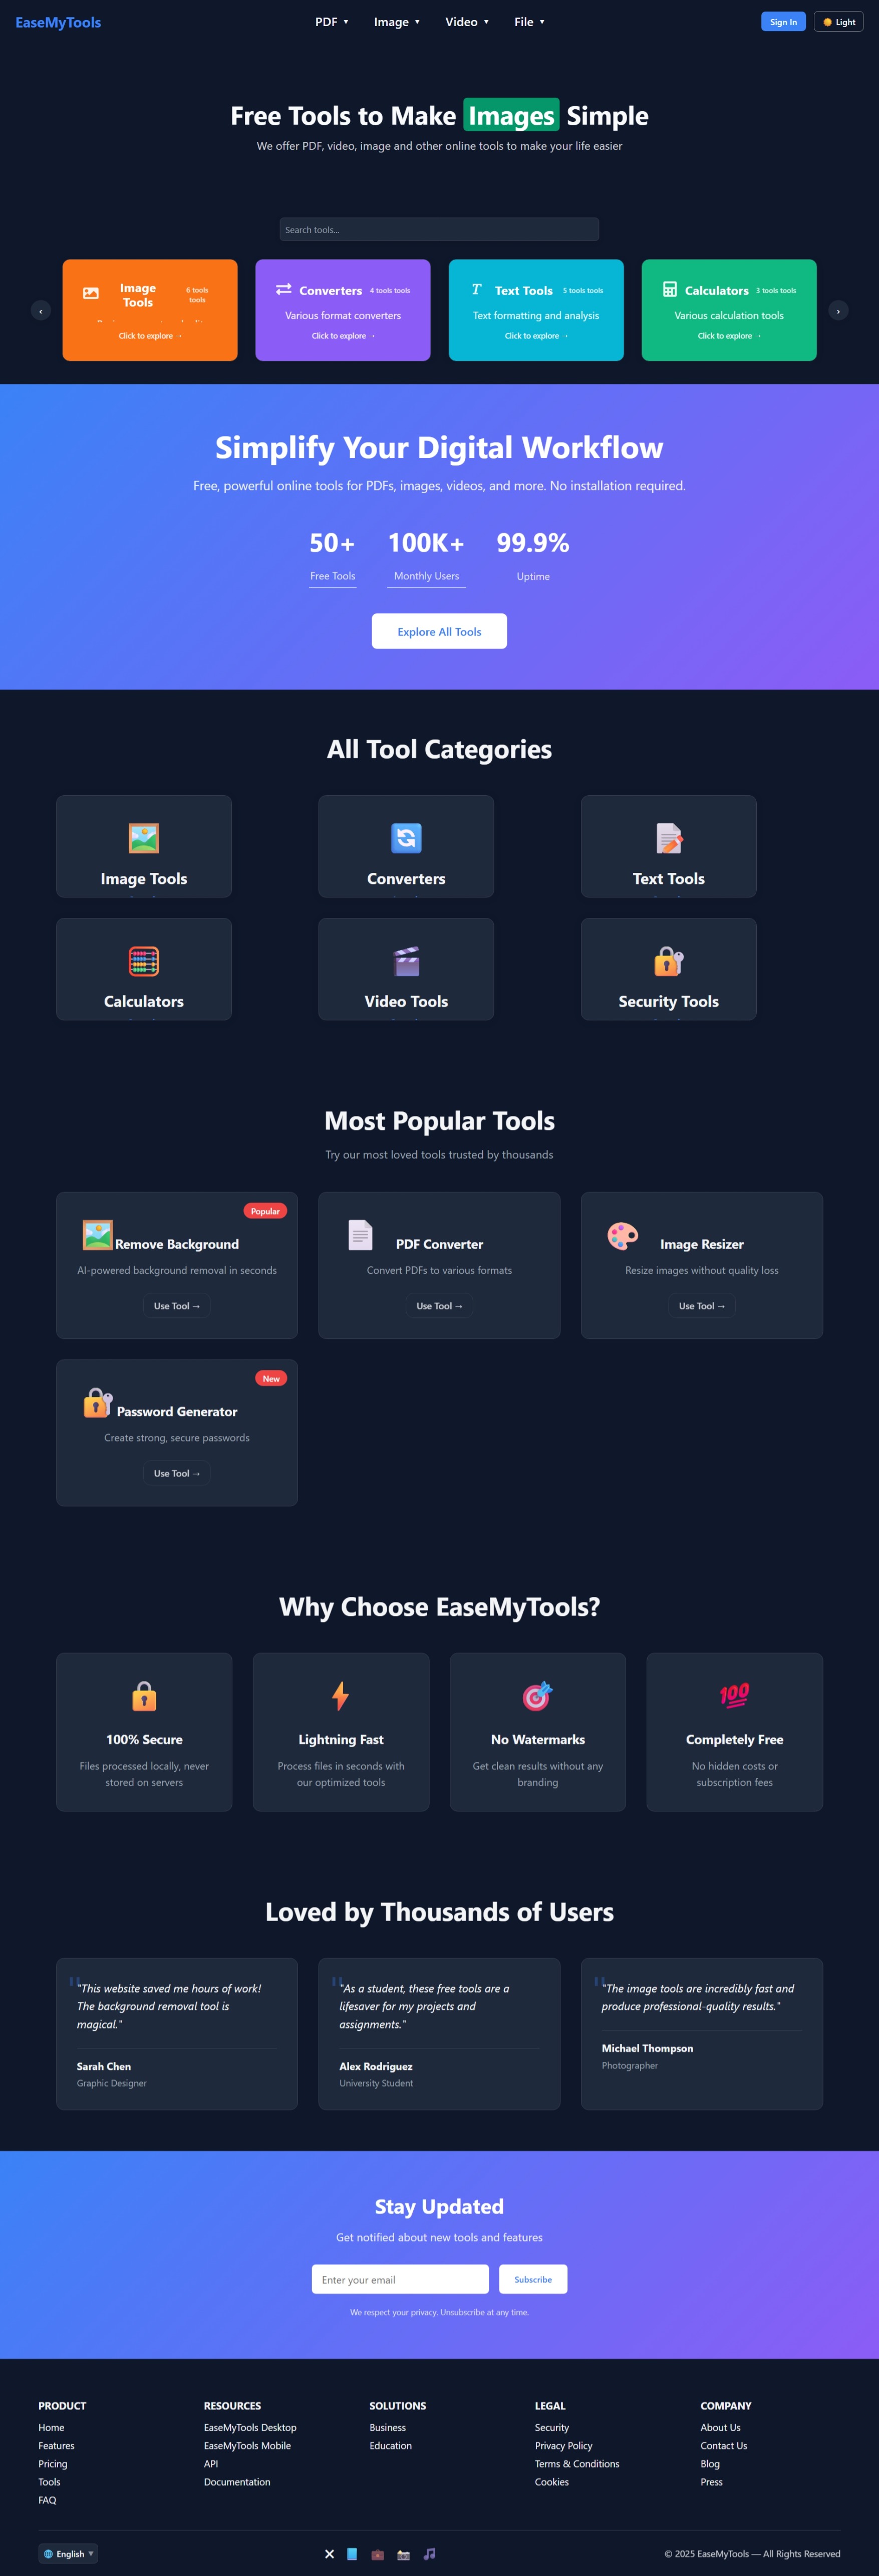 EaseMyTools
PDF ▼
Image ▼
Video ▼
File ▼
Sign In
Light
Free Tools to Make Images Simple
We offer PDF, video, image and other online tools to make your life easier
Search tools...
‹
Image
Tools
6 tools
tools
Click to explore →
Converters
4 tools tools
Various format converters
Click to explore →
Text Tools
5 tools tools
Text formatting and analysis
Click to explore →
Calculators
3 tools tools
Various calculation tools
Click to explore →
›
Simplify Your Digital Workflow
Free, powerful online tools for PDFs, images, videos, and more. No installation required.
50+
Free Tools
100K+
Monthly Users
99.9%
Uptime
Explore All Tools
All Tool Categories
Image Tools
Converters
Text Tools
Calculators
Video Tools
Security Tools
Most Popular Tools
Try our most loved tools trusted by thousands
Popular
Remove Background
AI-powered background removal in seconds
Use Tool →
PDF Converter
Convert PDFs to various formats
Use Tool →
Image Resizer
Resize images without quality loss
Use Tool →
New
Password Generator
Create strong, secure passwords
Use Tool →
Why Choose EaseMyTools?
100% Secure
Files processed locally, never
stored on servers
Lightning Fast
Process files in seconds with
our optimized tools
No Watermarks
Get clean results without any
branding
100
Completely Free
No hidden costs or
subscription fees
Loved by Thousands of Users
"
"This website saved me hours of work!
The background removal tool is
magical."
Sarah Chen
Graphic Designer
"
"As a student, these free tools are a
lifesaver for my projects and
assignments."
Alex Rodriguez
University Student
"
"The image tools are incredibly fast and
produce professional-quality results."
Michael Thompson
Photographer
Stay Updated
Get notified about new tools and features
Enter your email
Subscribe
We respect your privacy. Unsubscribe at any time.
PRODUCT
Home
Features
Pricing
Tools
FAQ
RESOURCES
EaseMyTools Desktop
EaseMyTools Mobile
API
Documentation
SOLUTIONS
Business
Education
LEGAL
Security
Privacy Policy
Terms & Conditions
Cookies
COMPANY
About Us
Contact Us
Blog
Press
English ▼
© 2025 EaseMyTools — All Rights Reserved